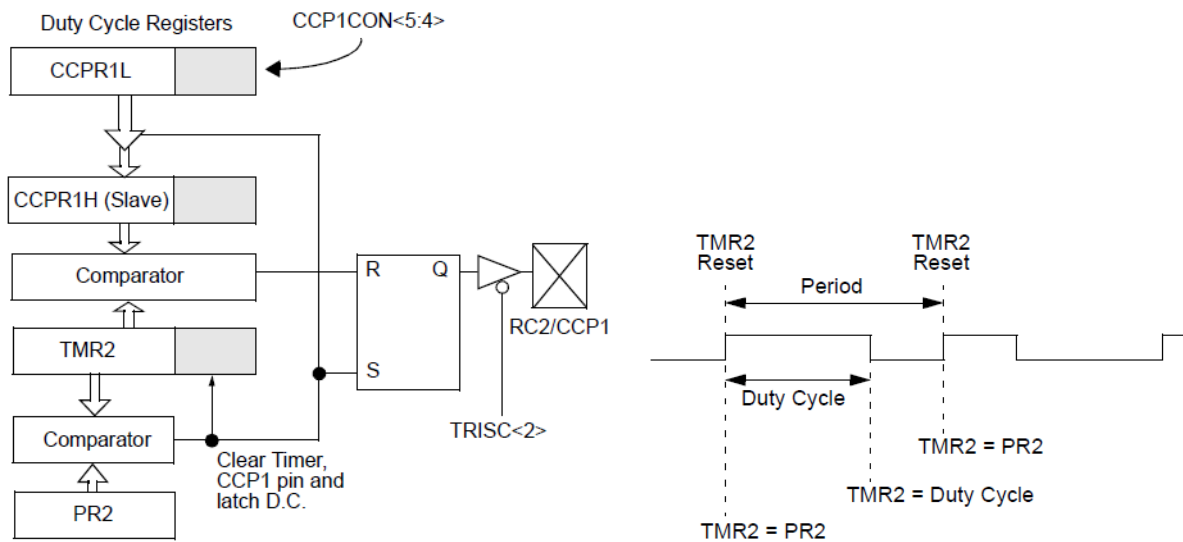 Duty Cycle Registers
CCP1CON<5:4>
CCPR1L
CCPR1H (Slave)
Comparator
R
Q
RC2/CCP1
TMR2
S
Comparator
TRISC<2>
Clear Timer,
CCP1 pin and
latch D.C.
PR2
TMR2
Reset
TMR2
Reset
Period
Duty Cycle
TMR2 = PR2
TMR2 = Duty Cycle
TMR2 = PR2